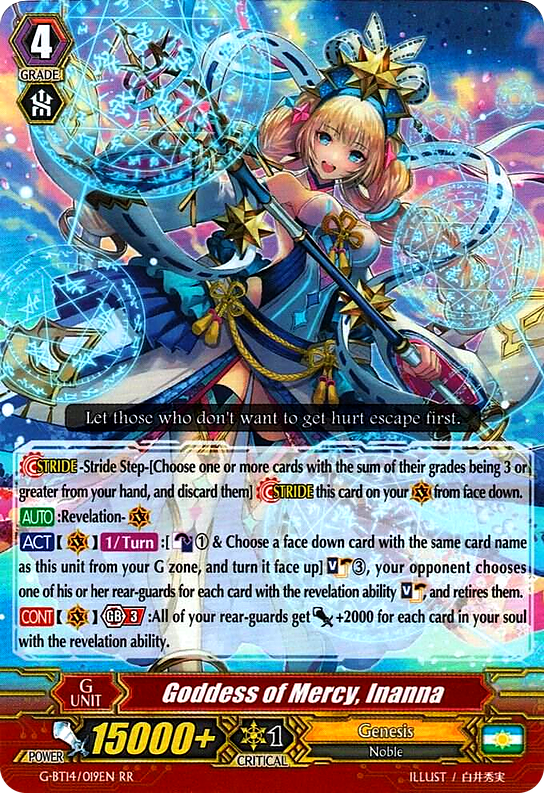 4
GRADE
Let those who don't want to get hurt escape first.
STRIDE -Stride Step-[Choose one or more cards with the sum of their grades being 3 or
greater from your hand, and discard them] STRIDE this card on your from face down.
AUTO :Revelation-
ACT【 】1/Turn :[ ① & Choose a face down card with the same card name
as this unit from your G zone, and turn it face up] V ③, your opponent chooses
one of his or her rear-guards for each card with the revelation ability V , and retires them.
CONT【 】GB 3 :All of your rear-guards get +2000 for each card in your soul
with the revelation ability.
G
UNIT
Goddess of Mercy, Inanna
POWER
15000+
1
CRITICAL
Genesis
Noble
G-BT14/019EN RR
ILLUST / 白井秀実